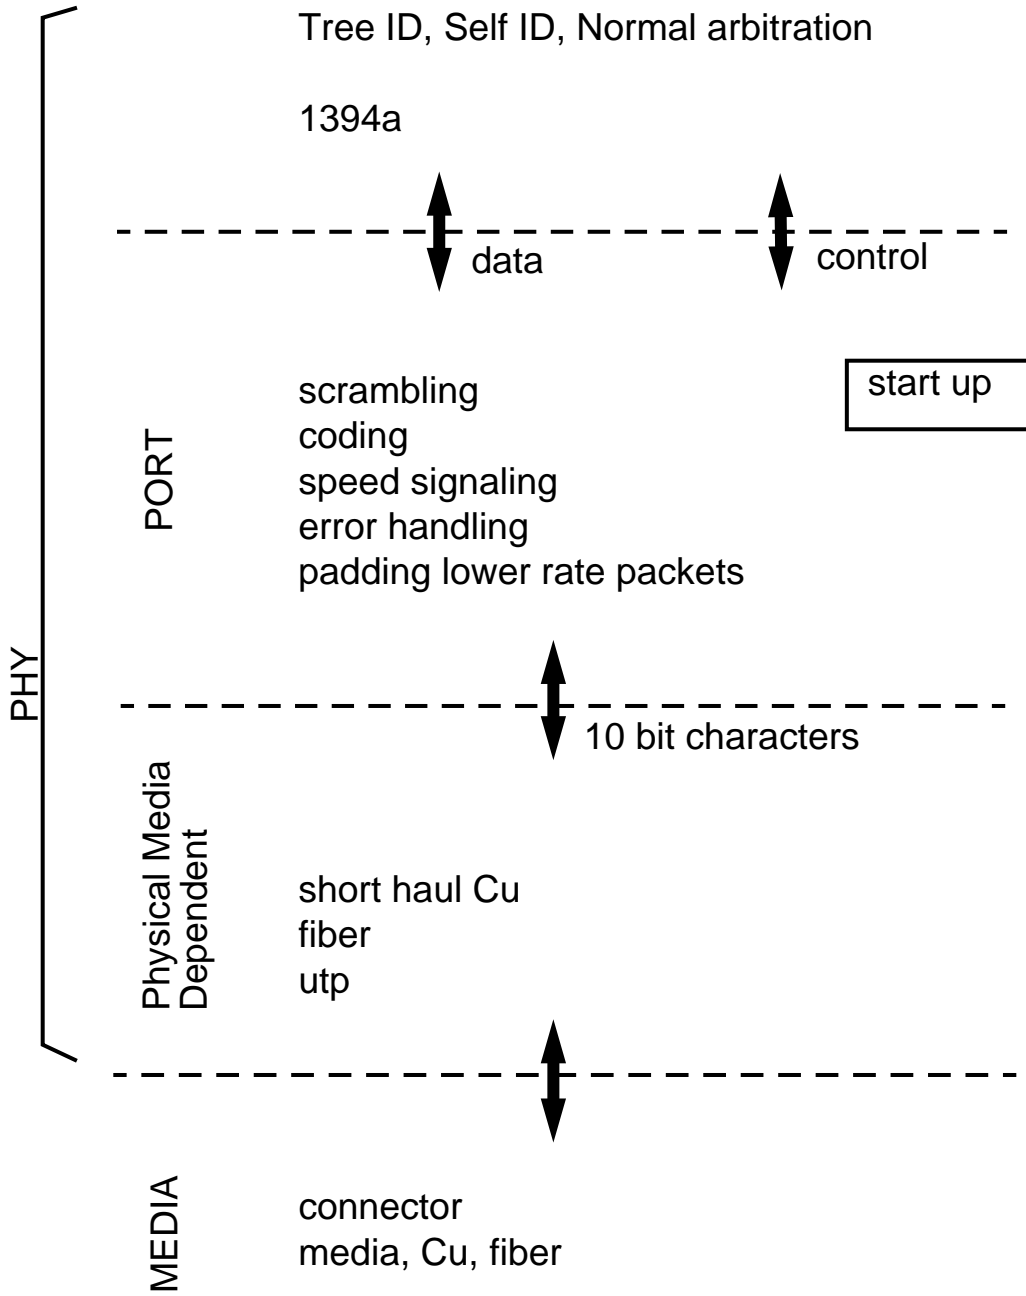 Tree ID, Self ID, Normal arbitration
1394a
data
control
start up
PORT
scrambling
coding
speed signaling
error handling
padding lower rate packets
PHY
10 bit characters
Physical Media
Dependent
short haul Cu
fiber
utp
MEDIA
connector
media, Cu, fiber